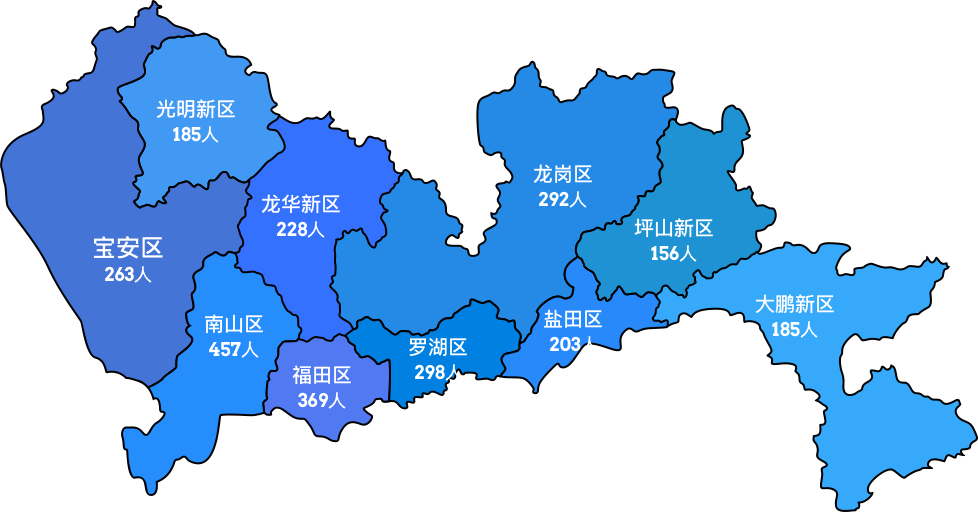 光明新区
185人
龙岗区
292人
龙华新区
228人
坪山新区
156人
宝安区
263人
大鹏新区
185人
南山区
457人
盐田区
203人
罗湖区
298人
福田区
369人